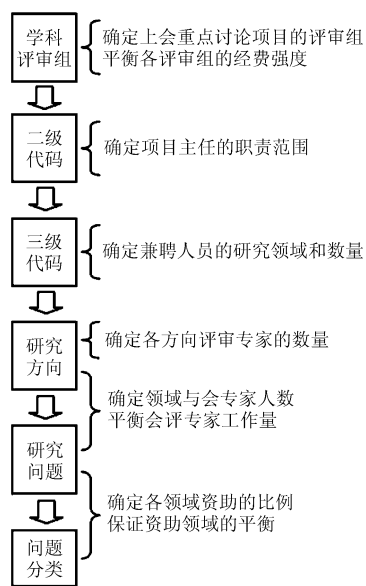 学科
评审组
确定上会重点讨论项目的评审组
平衡各评审组的经费强度
二级
代码
确定项目主任的职责范围
三级
代码
确定兼聘人员的研究领域和数量
研究
方向
确定各方向评审专家的数量
确定领域与会专家人数
平衡会评专家工作量
研究
问题
确定各领域资助的比例
保证资助领域的平衡
问题
分类